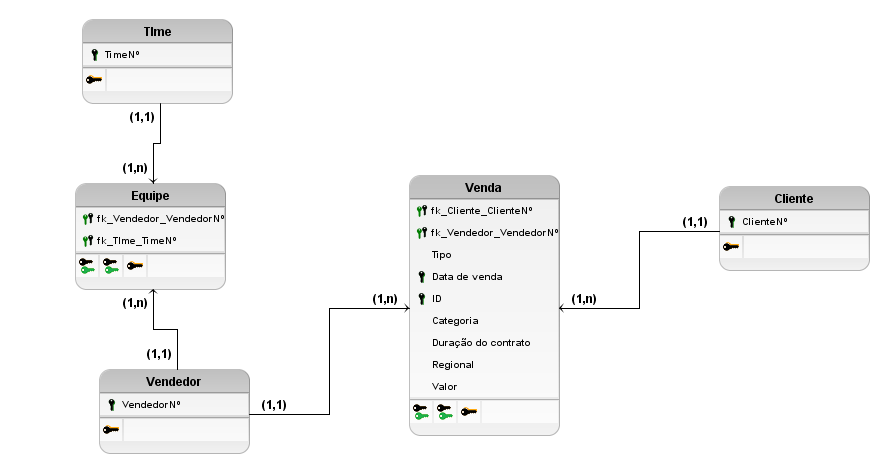 TIme
TimeNº
(1,1)
(1,n)
Equipe
fk_Vendedor_VendedorNº
fk_TIme_TimeNº
(1,n)
(1,1)
Vendedor
VendedorNº
(1,1)
(1,n)
Venda
fk_Cliente_ClienteNº
fk_Vendedor_VendedorNº
Tipo
Data de venda
ID
Categoria
Duração do contrato
Regional
Valor
(1,n)
(1,1)
Cliente
ClienteNº